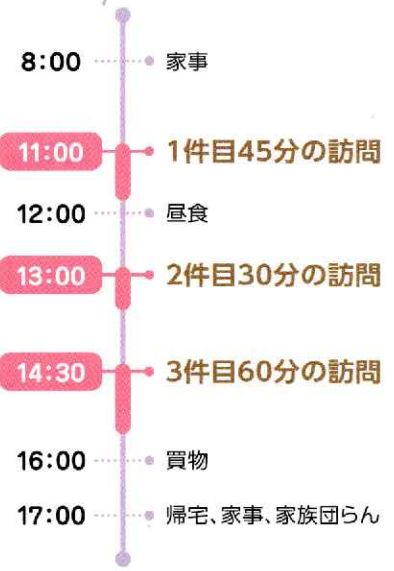 8:00 家事
11:00 1件目45分の訪問
12:00 昼食
13:00 2件目30分の訪問
14:30 3件目60分の訪問
16:00 買物
17:00 帰宅、家事、家族団らん